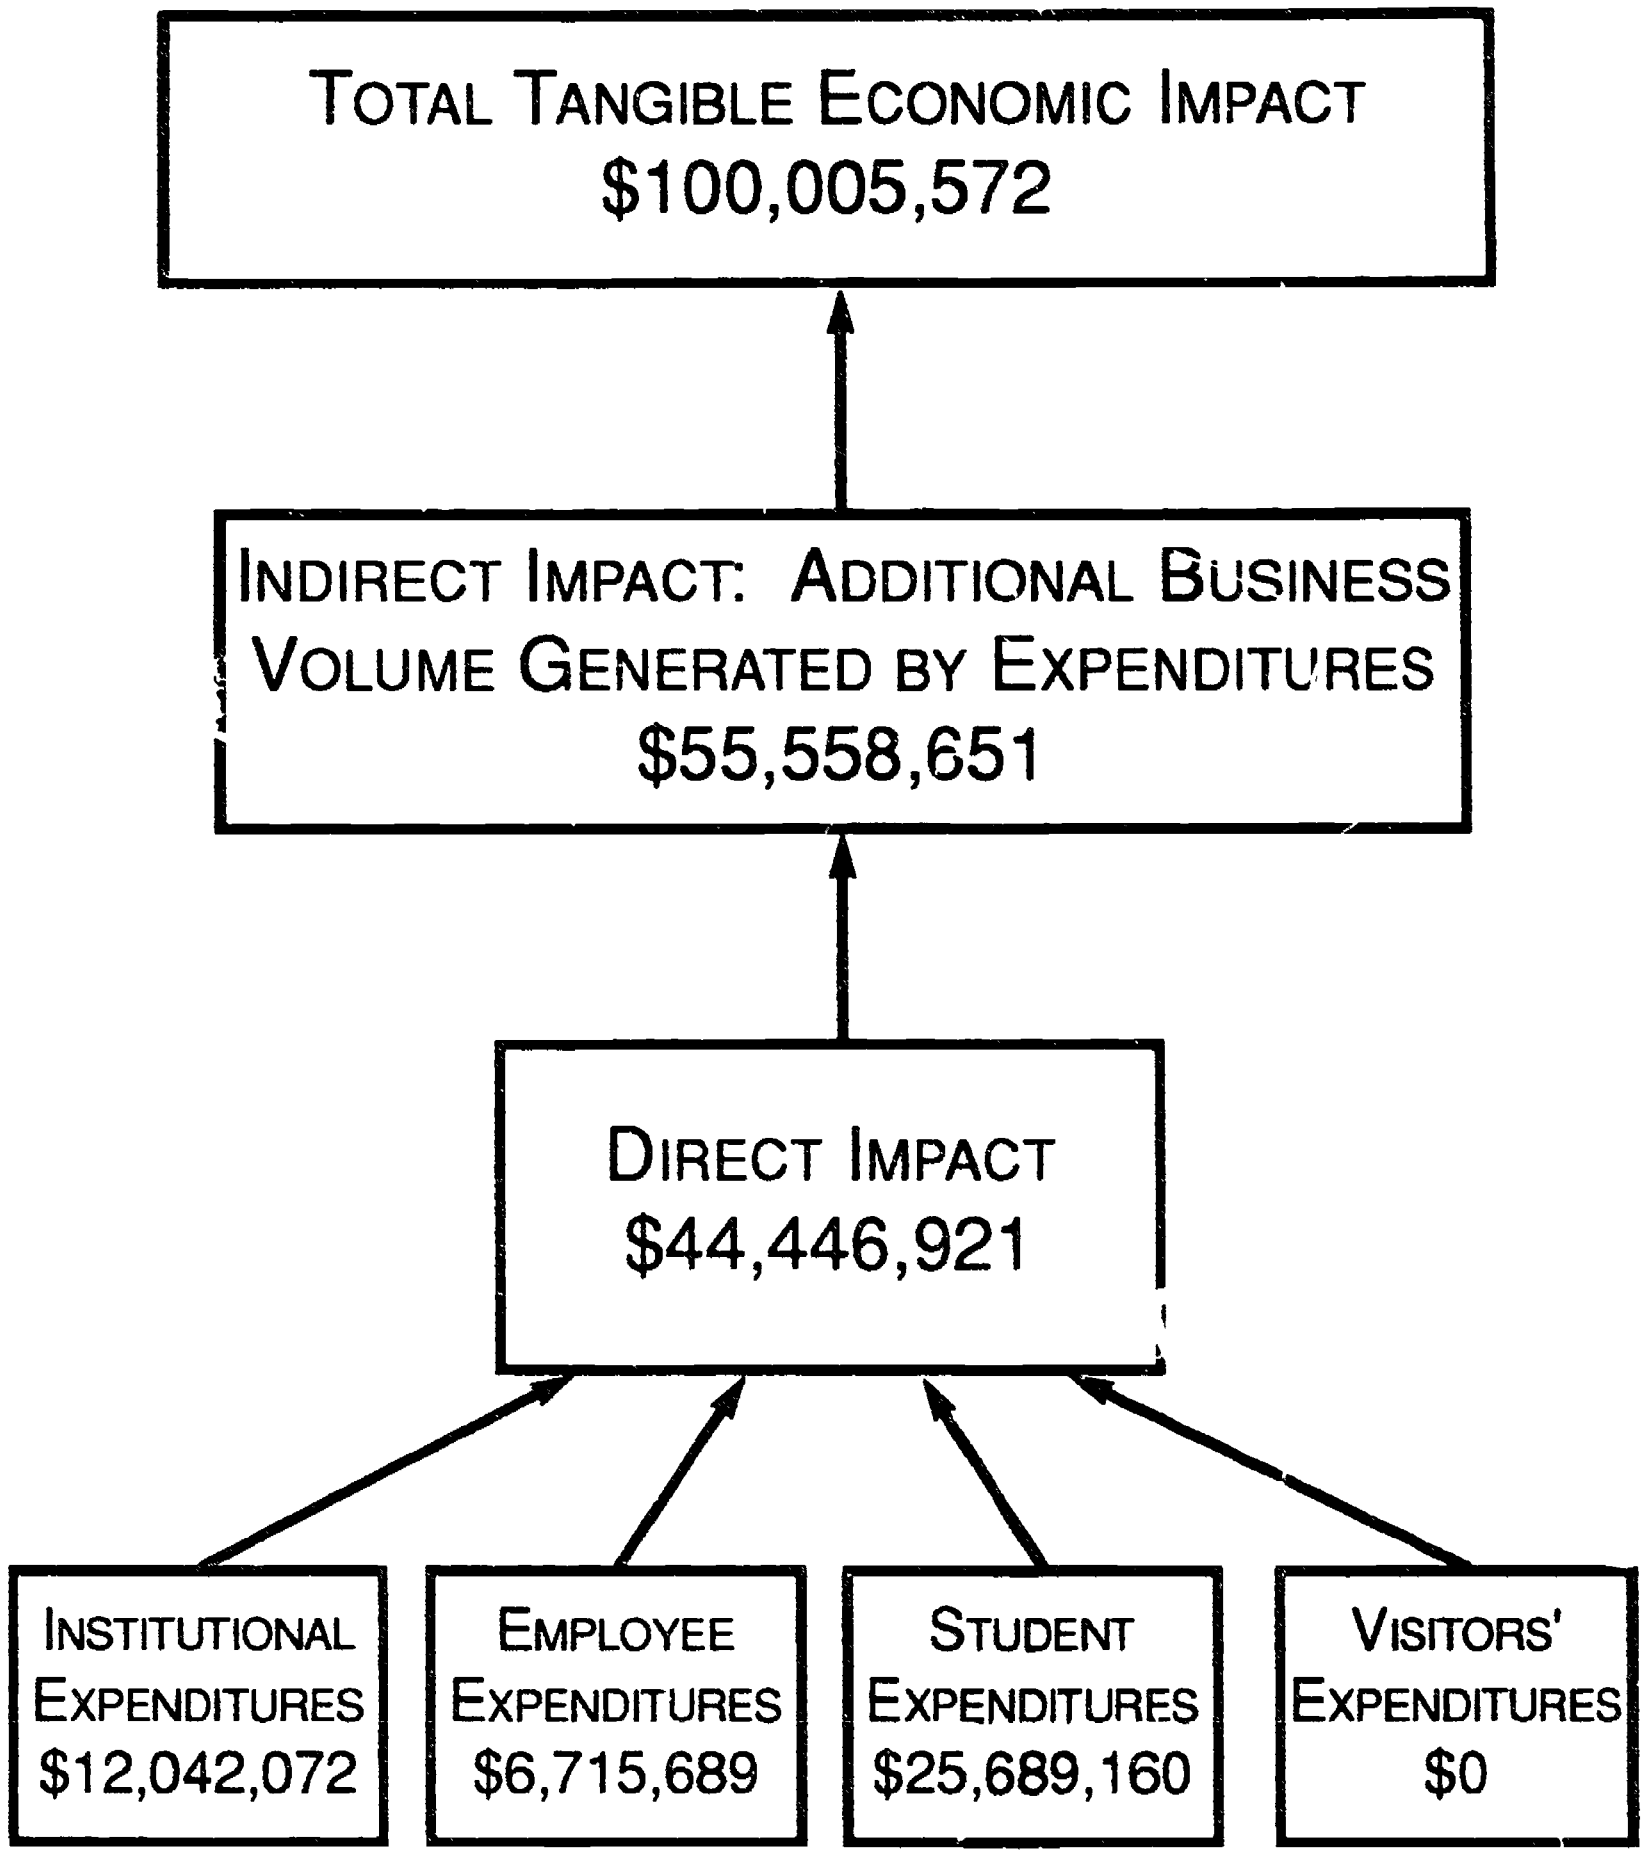 TOTAL TANGIBLE ECONOMIC IMPACT
$100,005,572
INDIRECT IMPACT: ADDITIONAL BUSINESS
VOLUME GENERATED BY EXPENDITURES
$55,558,651
DIRECT IMPACT
$44,446,921
INSTITUTIONAL
EXPENDITURES
$12,042,072
EMPLOYEE
EXPENDITURES
$6,715,689
STUDENT
EXPENDITURES
$25,689,160
VISITORS'
EXPENDITURES
$0